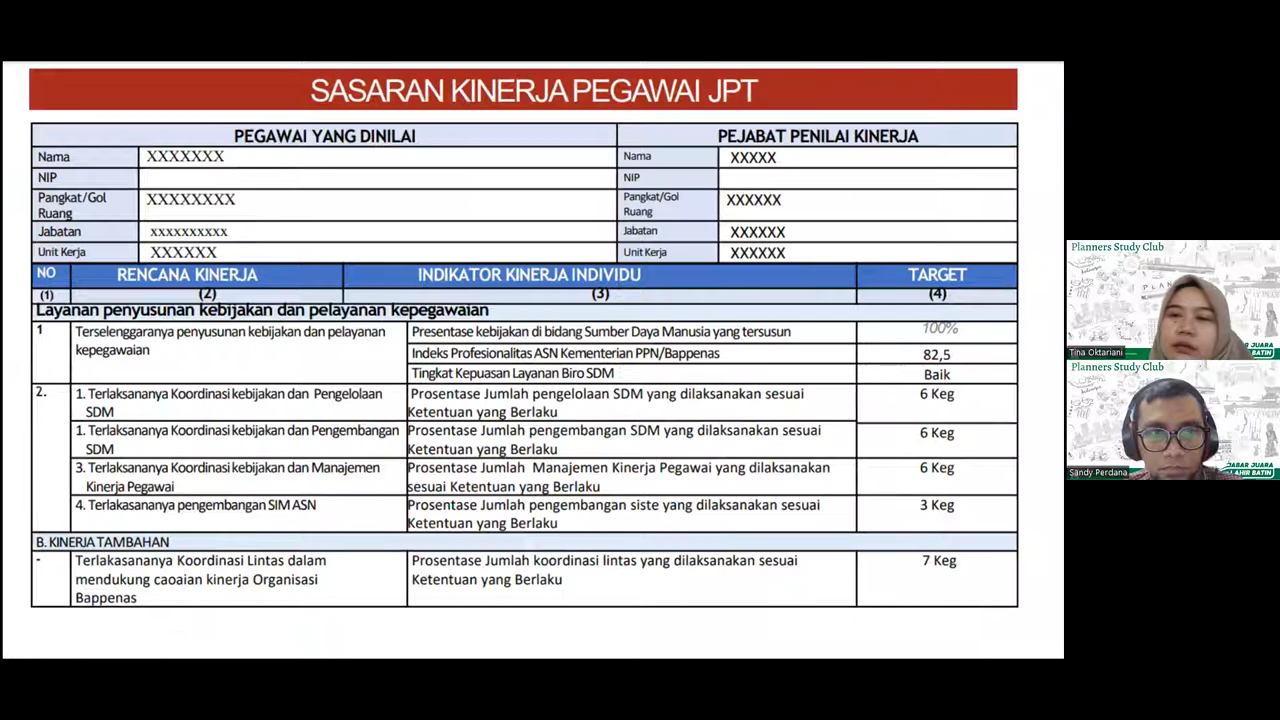 SASARAN KINERJA PEGAWAI JPT
PEGAWAI YANG DINILAI
PEJABAT PENILAI KINERJA
Nama
XXXXXXX
Nama
XXXXX
NIP
NIP
Pangkat/Gol
Ruang
XXXXXXXX
Pangkat/Gol
Ruang
XXXXXX
Jabatan
xxxxxxxxxx
Jabatan
XXXXXX
Unit Kerja
XXXXXX
Unit Kerja
XXXXXX
NO
RENCANA KINERJA
INDIKATOR KINERJA INDIVIDU
TARGET
(1)
(2)
(3)
(4)
Layanan penyusunan kebijakan dan pelayanan kepegawaian
1
Terselenggaranya penyusunan kebijakan dan pelayanan
kepegawaian
Presentase kebijakan di bidang Sumber Daya Manusia yang tersusun
100%
Indeks Profesionalitas ASN Kementerian PPN/Bappenas
82,5
Tingkat Kepuasan Layanan Biro SDM
Baik
2.
1. Terlaksananya Koordinasi kebijakan dan Pengelolaan
SDM
Prosentase Jumlah pengelolaan SDM yang dilaksanakan sesuai
Ketentuan yang Berlaku
6 Keg
1. Terlaksananya Koordinasi kebijakan dan Pengembangan
SDM
Prosentase Jumlah pengembangan SDM yang dilaksanakan sesuai
Ketentuan yang Berlaku
6 Keg
3. Terlaksananya Koordinasi kebijakan dan Manajemen
Kinerja Pegawai
Prosentase Jumlah Manajemen Kinerja Pegawai yang dilaksanakan
sesuai Ketentuan yang Berlaku
6 Keg
4. Terlakasananya pengembangan SIM ASN
Prosentase Jumlah pengembangan siste yang dilaksanakan sesuai
Ketentuan yang Berlaku
3 Keg
B. KINERJA TAMBAHAN
-
Terlakasananya Koordinasi Lintas dalam
mendukung caoaian kinerja Organisasi
Bappenas
Prosentase Jumlah koordinasi lintas yang dilaksanakan sesuai
Ketentuan yang Berlaku
7 Keg
Planners Study Club
Tina Oktariani
Planners Study Club
JABAR JUARA
LAHIR BATIN
Sandy Perdana